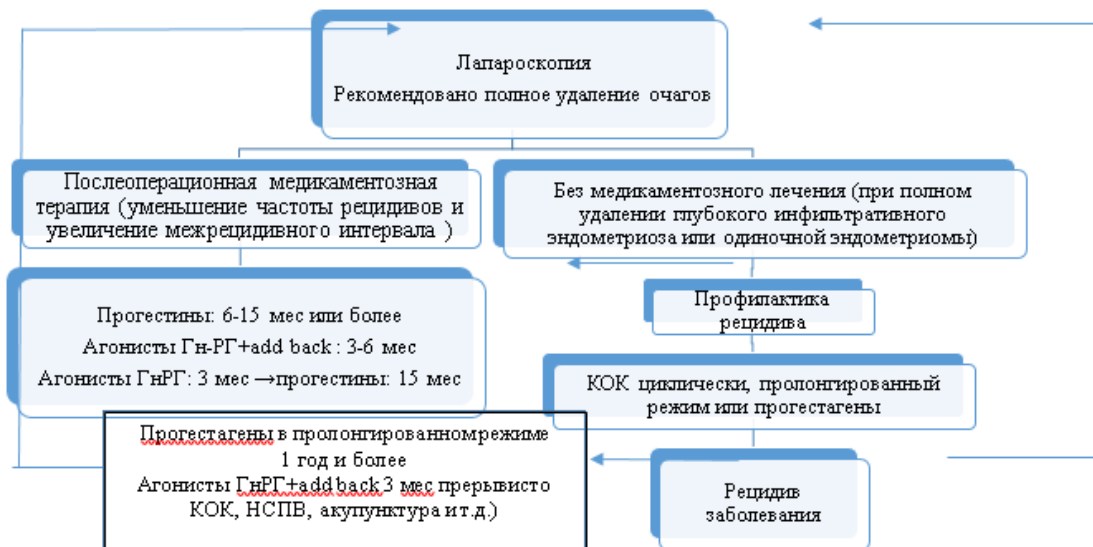 Лапароскопия
Рекомендовано полное удаление очагов
Послеоперационная медикаментозная
терапия (уменьшение частоты рецидивов и
увеличение межрецидивного интервала )
Без медикаментозного лечения (при полном
удалении глубокого инфильтративного
эндометриоза или одиночной эндометриомы)
Прогестины: 6-15 мес или более
Агонисты Гн-РГ+add back : 3-6 мес
Агонисты ГнРГ: 3 мес →прогестины: 15 мес
Профилактика
рецидива
КОК циклически, пролонгированный
режим или прогестагены
Прогестагены в пролонгированномрежиме
1 год и более
Агонисты ГнРГ+add back 3 мес прерывисто
КОК, НСПВ, акупунктура и т.д.)
Рецидив
заболевания